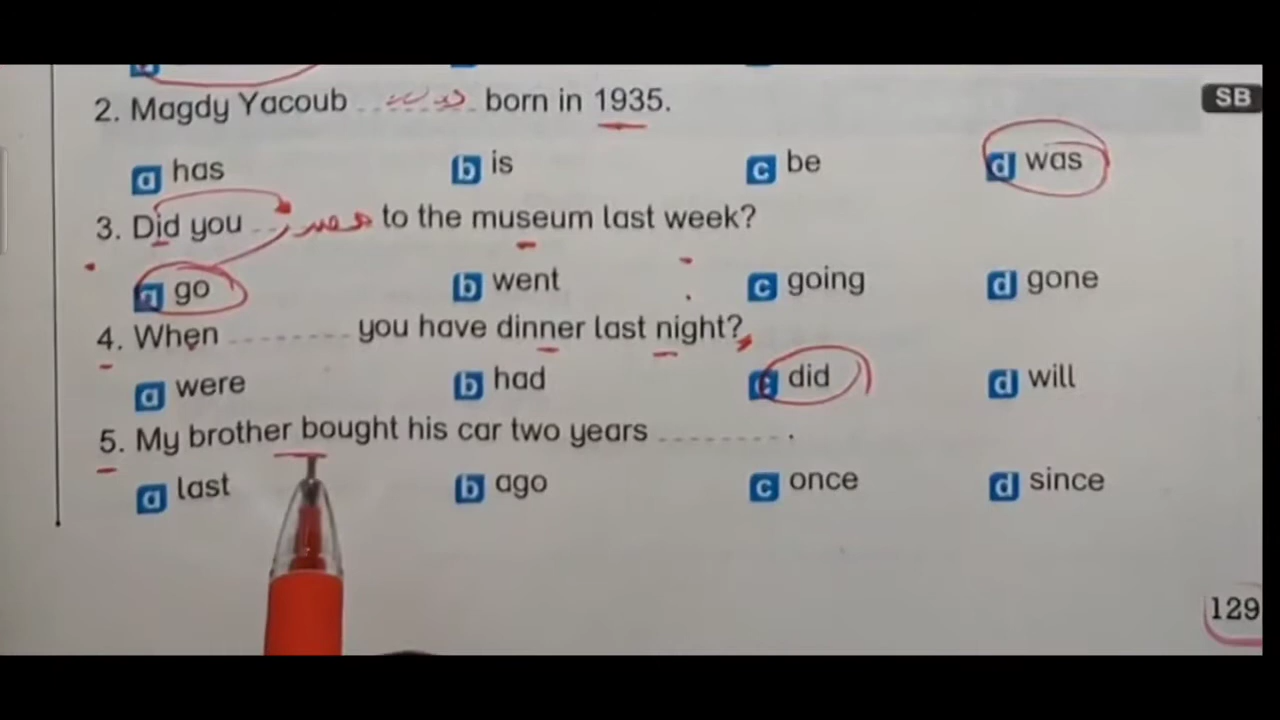 2. Magdy Yacoub ........ born in 1935.
SB
a has b is c be d was
3. Did you ........ to the museum last week?
a go b went c going d gone
4. When ........ you have dinner last night?
a were b had c did d will
5. My brother bought his car two years ........ .
a last b ago c once d since
129